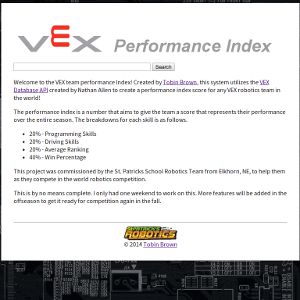 VEX Performance Index
Search
Welcome to the VEX team performance Index! Created by Tobin Brown, this system utilizes the VEX
Database API created by Nathan Allen to create a performance index score for any VEX robotics team in
the world!
The performance index is a number that aims to give the team a score that represents their performance
over the entire season. The breakdowns for each skill is as follows.
20% - Programming Skills
20% - Driving Skills
20% - Average Ranking
40% - Win Percentage
This project was commissioned by the St. Patricks School Robotics Team from Elkhorn, NE, to help them
as they compete in the world robotics competition.
This is by no means complete. I only had one weekend to work on this. More features will be added in the
offseason to get it ready for competition again in the fall.
ROBOTICS
© 2014 Tobin Brown